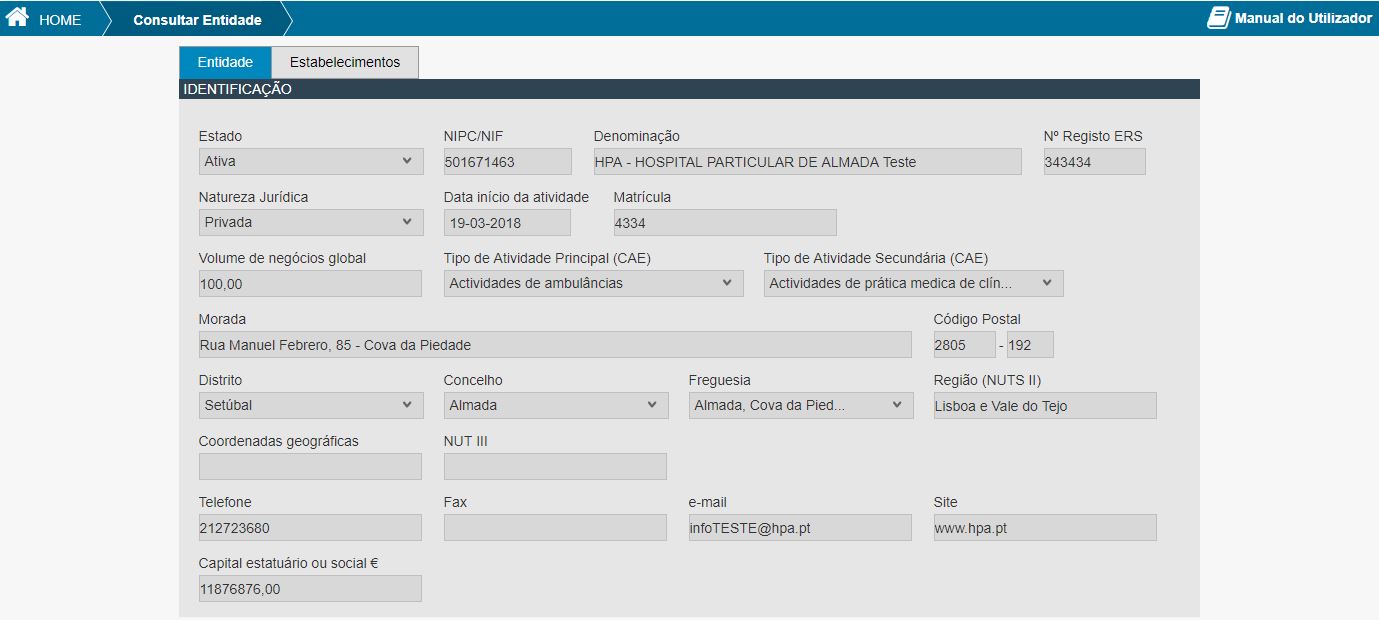 HOME Consultar Entidade Manual do Utilizador
Entidade Estabelecimentos
IDENTIFICAÇÃO
Estado NIPC/NIF Denominação Nº Registo ERS
Ativa 501671463 HPA - HOSPITAL PARTICULAR DE ALMADA Teste 343434
Natureza Jurídica Data início da atividade Matrícula
Privada 19-03-2018 4334
Volume de negócios global Tipo de Atividade Principal (CAE) Tipo de Atividade Secundária (CAE)
100,00 Actividades de ambulâncias Actividades de prática medica de clín...
Morada Código Postal
Rua Manuel Febrero, 85 - Cova da Piedade 2805 - 192
Distrito Concelho Freguesia Região (NUTS II)
Setúbal Almada Almada, Cova da Pied... Lisboa e Vale do Tejo
Coordenadas geográficas NUT III
Telefone Fax e-mail Site
212723680 infoTESTE@hpa.pt www.hpa.pt
Capital estatuário ou social €
11876876,00